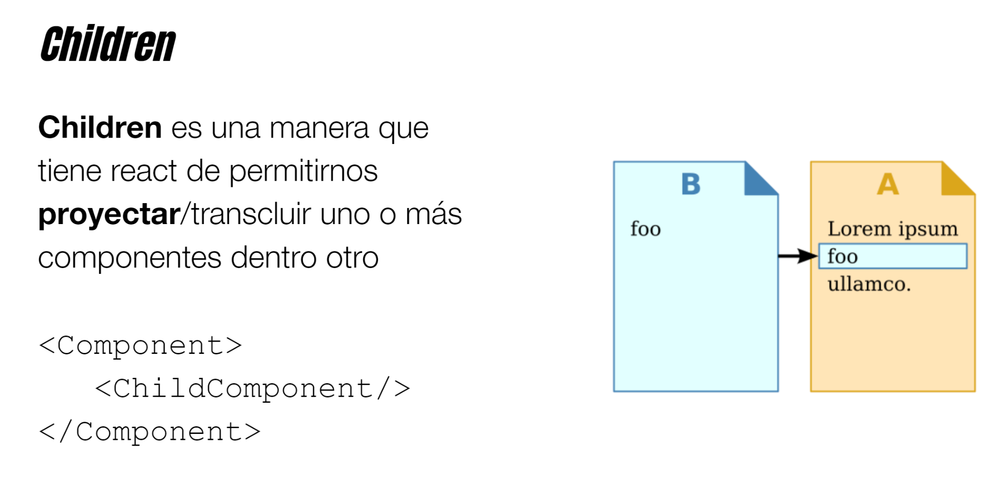 Children
Children es una manera que
tiene react de permitirnos
proyectar/transcluir uno o más
componentes dentro otro
<Component>
<ChildComponent/>
</Component>
B
foo
A
Lorem ipsum
foo
ullamco.